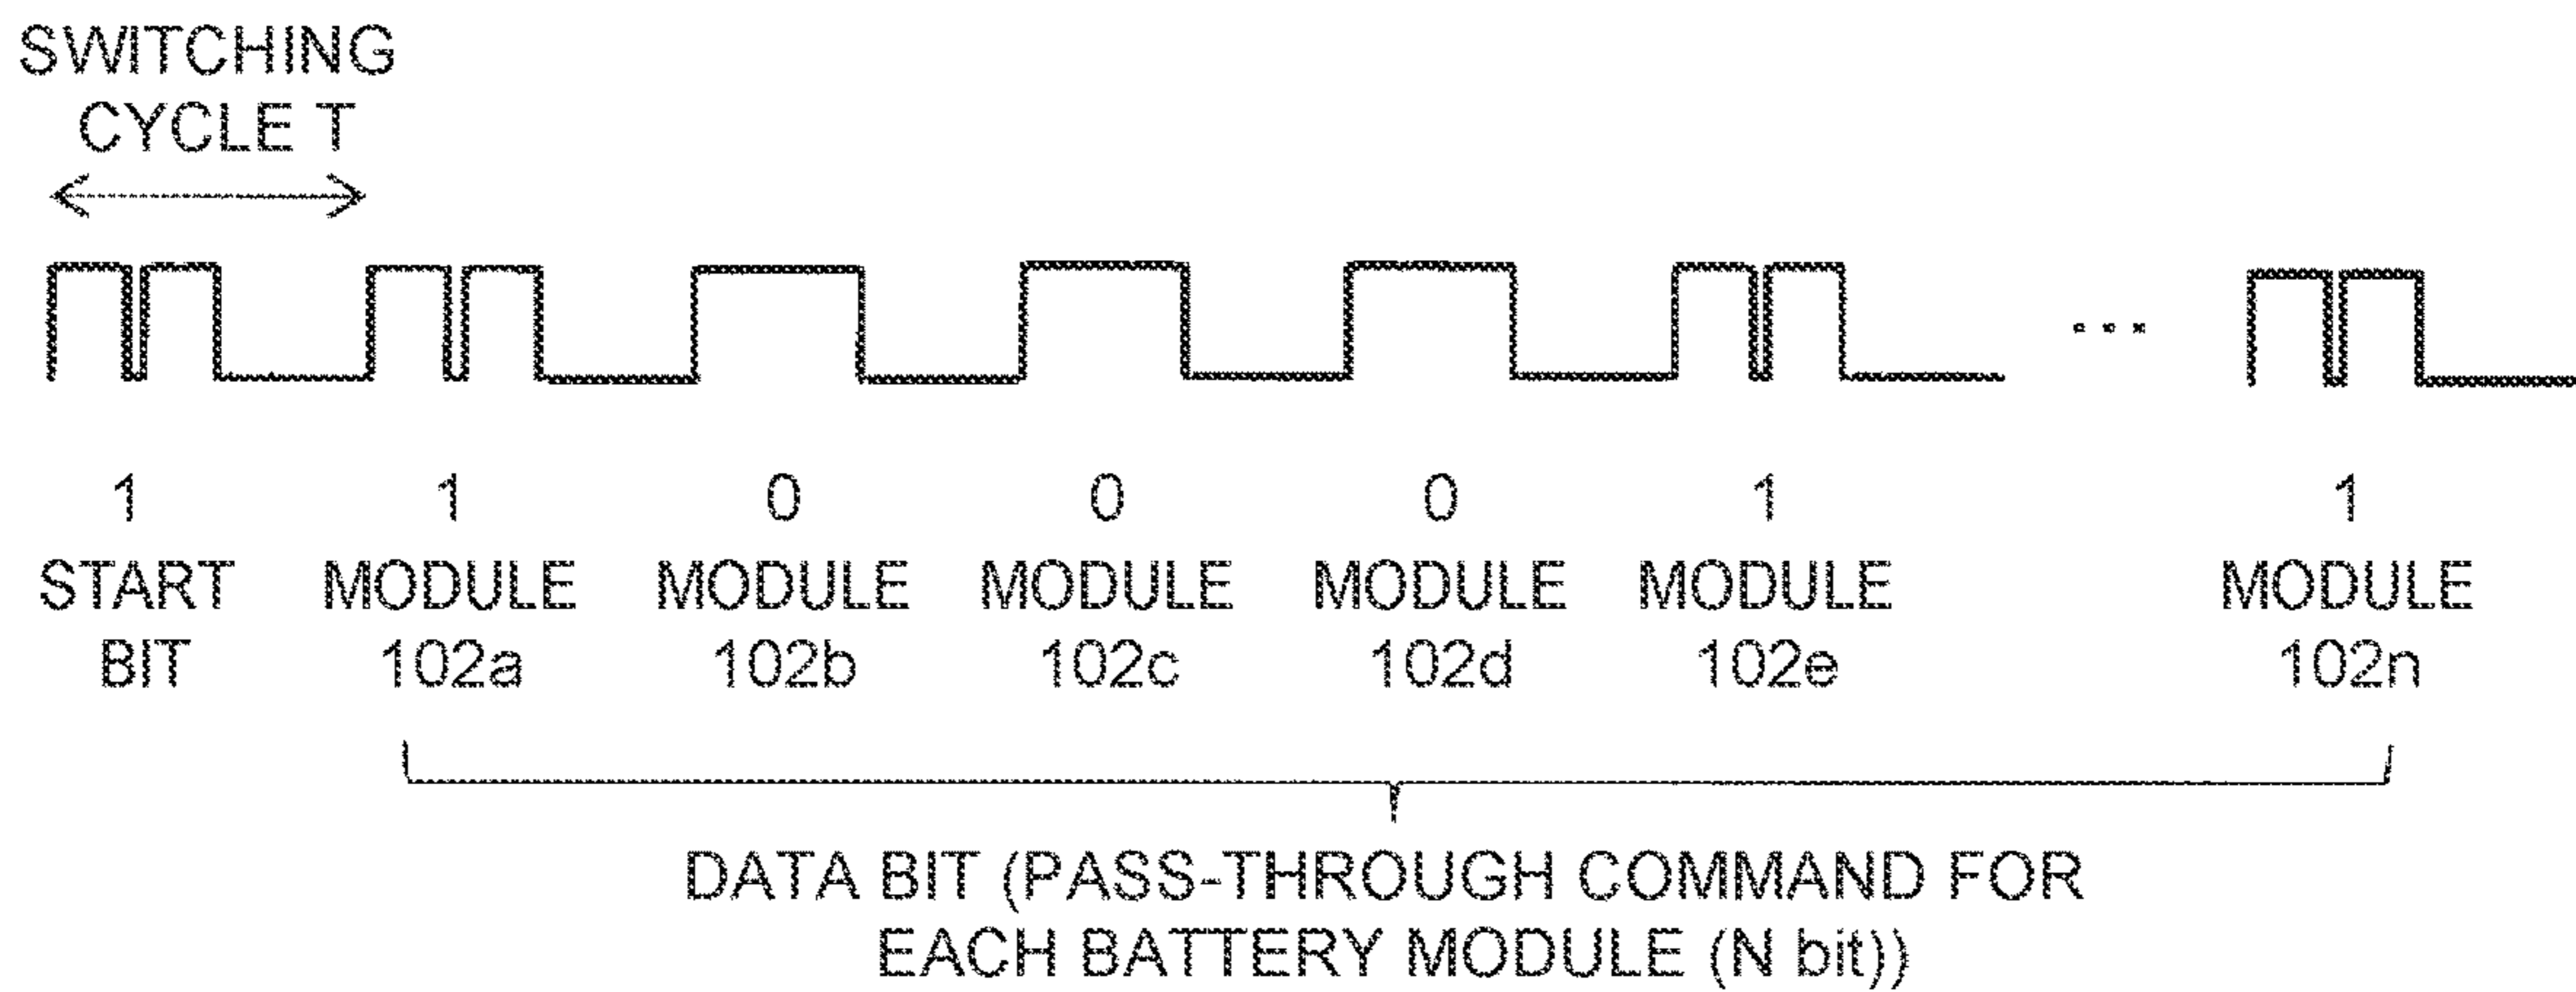 SWITCHING
CYCLE T
1 1 0 0 0 1 ... 1
START MODULE MODULE MODULE MODULE MODULE MODULE
BIT 102a 102b 102c 102d 102e 102n
DATA BIT (PASS-THROUGH COMMAND FOR
EACH BATTERY MODULE (N bit))